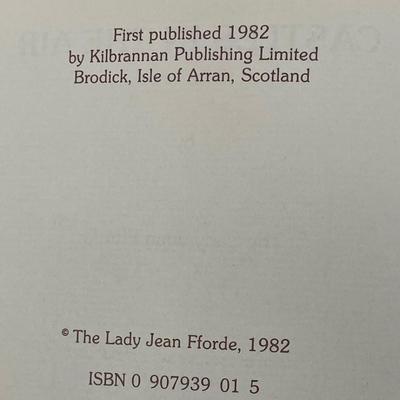 First published 1982
by Kilbrannan Publishing Limited
Brodick, Isle of Arran, Scotland
© The Lady Jean Fforde, 1982
ISBN 0 907939 01 5